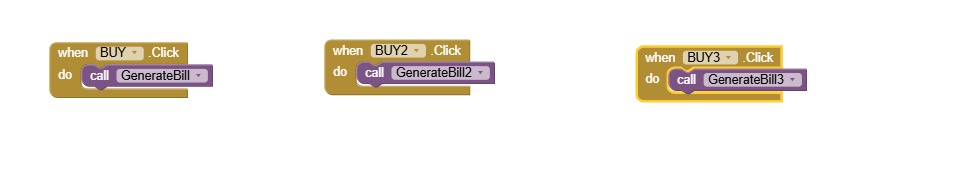 when BUY .Click
do call GenerateBill
when BUY2 .Click
do call GenerateBill2
when BUY3 .Click
do call GenerateBill3